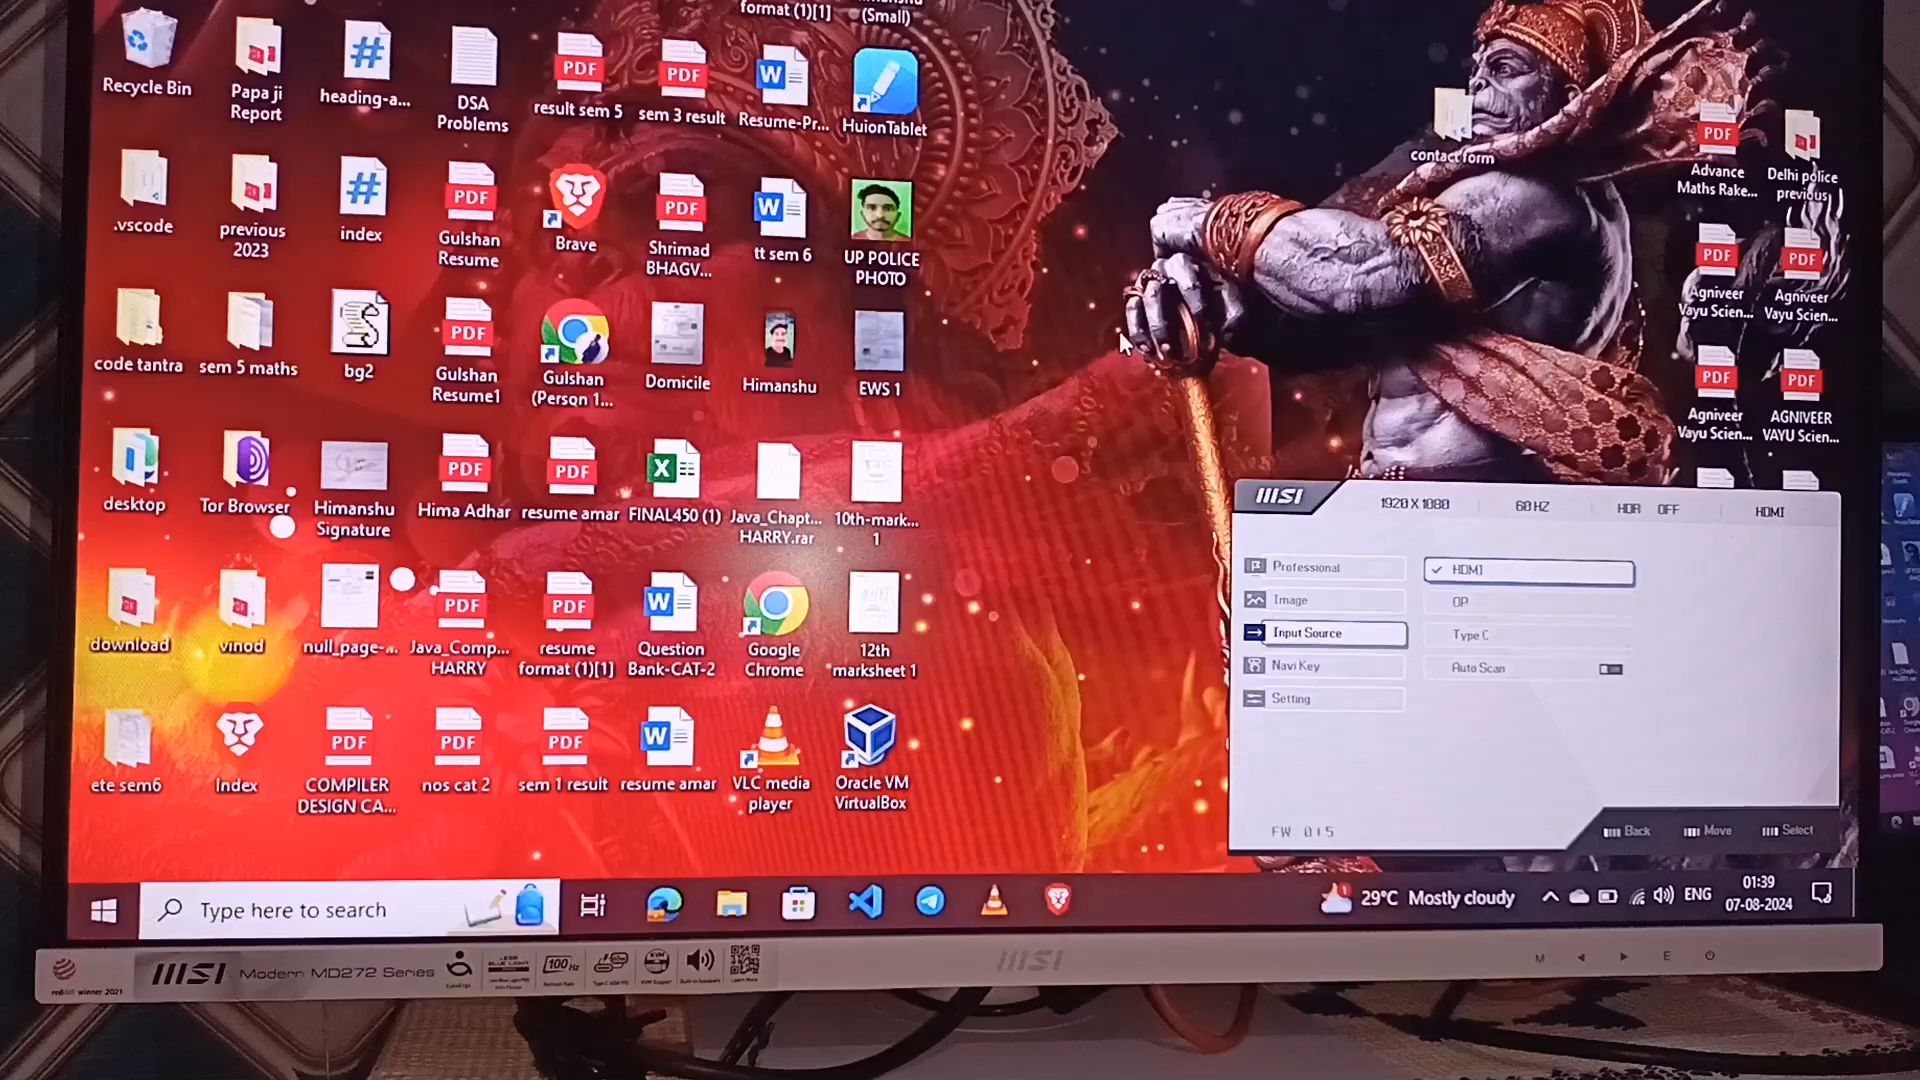 format (1)[1]
(Small)
Recycle Bin
Papa ji
Report
heading-a...
DSA
Problems
PDF
result sem 5
PDF
sem 3 result
Resume-Pr...
HuionTablet
.vscode
previous
2023
index
PDF
Gulshan
Resume
Brave
PDF
Shrimad
BHAGV...
tt sem 6
UP POLICE
PHOTO
code tantra
sem 5 maths
bg2
PDF
Gulshan
Resume1
Gulshan
(Person 1...
Domicile
Himanshu
EWS 1
desktop
Tor Browser
Himanshu
Signature
PDF
Hima Adhar
PDF
resume amar
FINAL450 (1)
Java_Chapt...
HARRY.rar
10th-mark...
1
download
vinod
null_page-...
PDF
Java_Comp...
HARRY
PDF
resume
format (1)[1]
Question
Bank-CAT-2
Google
Chrome
12th
marksheet 1
ete sem6
Index
PDF
COMPILER
DESIGN CA...
PDF
nos cat 2
PDF
sem 1 result
resume amar
VLC media
player
Oracle VM
VirtualBox
contact form
PDF
Advance
Maths Rake...
Delhi police
previous
PDF
Agniveer
Vayu Scien...
PDF
Agniveer
Vayu Scien...
PDF
Agniveer
Vayu Scien...
PDF
AGNIVEER
VAYU Scien...
msi
1920 X 1080
60 HZ
HDR OFF
HDMI
Professional
Image
Input Source
Navi Key
Setting
HDMI
DP
Type C
Auto Scan
FW 015
Back
Move
Select
Type here to search
29°C Mostly cloudy
ENG
01:39
07-08-2024
reddot winner 2021
msi Modern MD272 Series
100Hz
msi
M
E